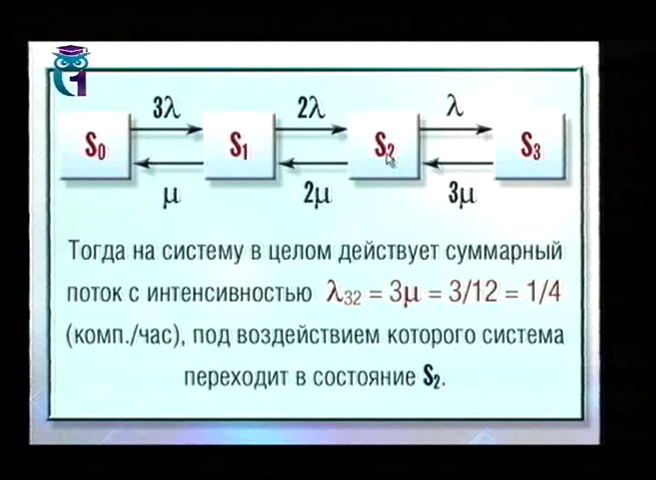 1
3λ 2λ λ
S₀ S₁ S₂ S₃
μ 2μ 3μ
Тогда на систему в целом действует суммарный
поток с интенсивностью λ₃₂ = 3μ = 3/12 = 1/4
(комп./час), под воздействием которого система
переходит в состояние S₂.